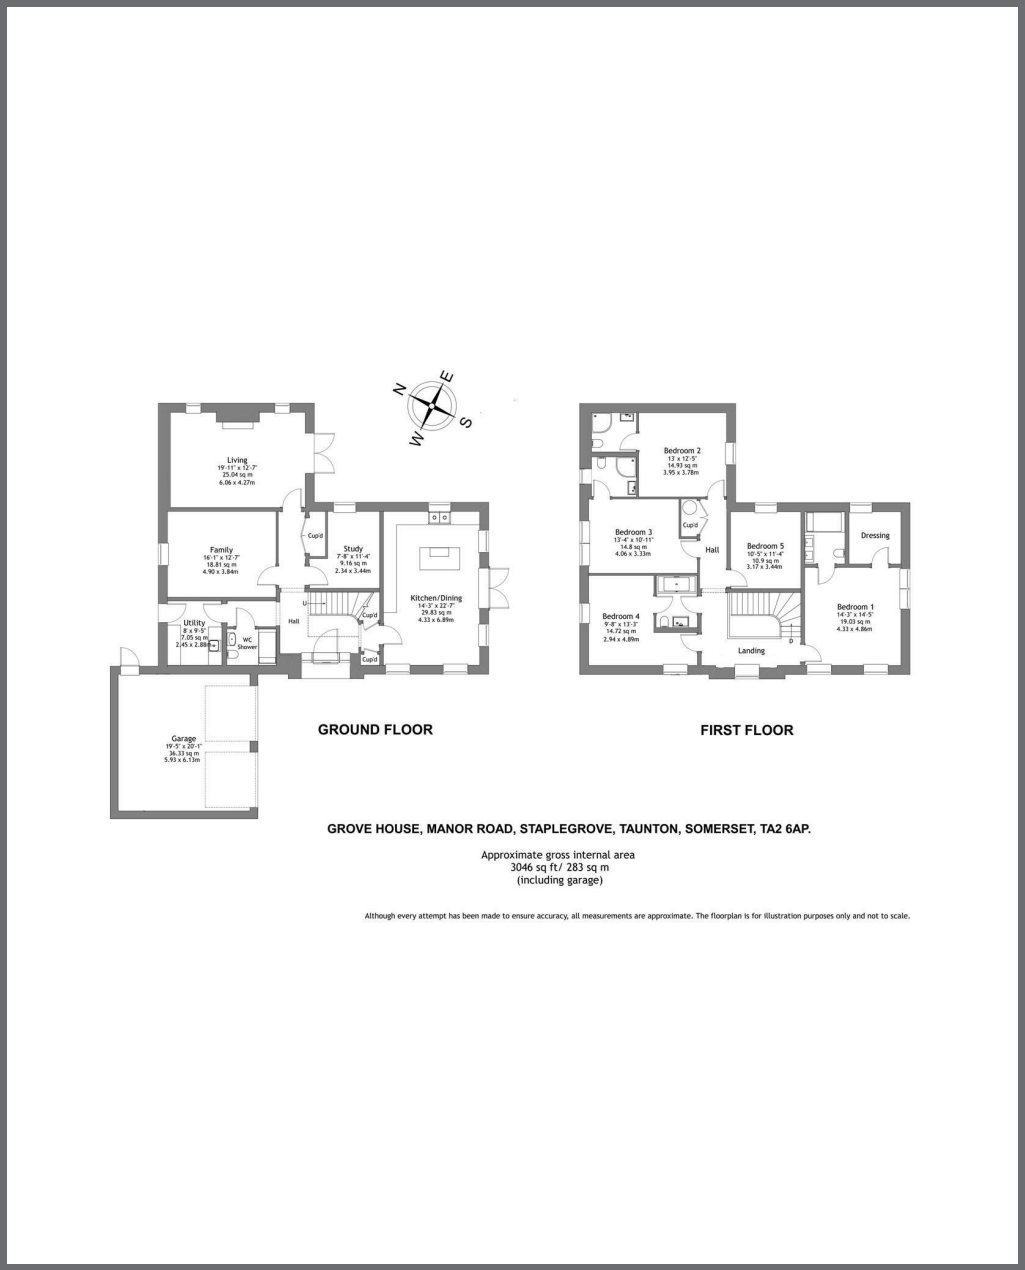 N
E
S
W
Living
19'-11" x 12'-7"
25.04 sq m
6.06 x 4.27m
Cup'd
Family
16'-1" x 12'-7"
18.81 sq m
4.90 x 3.84m
Study
7'-8" x 11'-4"
9.16 sq m
2.34 x 3.44m
Kitchen/Dining
14'-3" x 22'-7"
29.83 sq m
4.33 x 6.89m
U
Hall
Cup'd
Cup'd
Utility
8' x 9'-5"
7.05 sq m
2.45 x 2.88m
WC
Shower
Garage
19'-5" x 20'-1"
36.33 sq m
5.93 x 6.13m
GROUND FLOOR
Bedroom 2
13' x 12'-5"
14.93 sq m
3.95 x 3.78m
Cup'd
Bedroom 3
13'-4" x 10'-11"
14.8 sq m
4.06 x 3.33m
Hall
Bedroom 5
10'-5" x 11'-4"
10.9 sq m
3.17 x 3.44m
Dressing
Bedroom 4
9'-8" x 13'-3"
14.72 sq m
2.94 x 4.89m
Bedroom 1
14'-3" x 14'-5"
19.03 sq m
4.33 x 4.86m
D
Landing
FIRST FLOOR
GROVE HOUSE, MANOR ROAD, STAPLEGROVE, TAUNTON, SOMERSET, TA2 6AP.
Approximate gross internal area
3046 sq ft/ 283 sq m
(including garage)
Although every attempt has been made to ensure accuracy, all measurements are approximate. The floorplan is for illustration purposes only and not to scale.